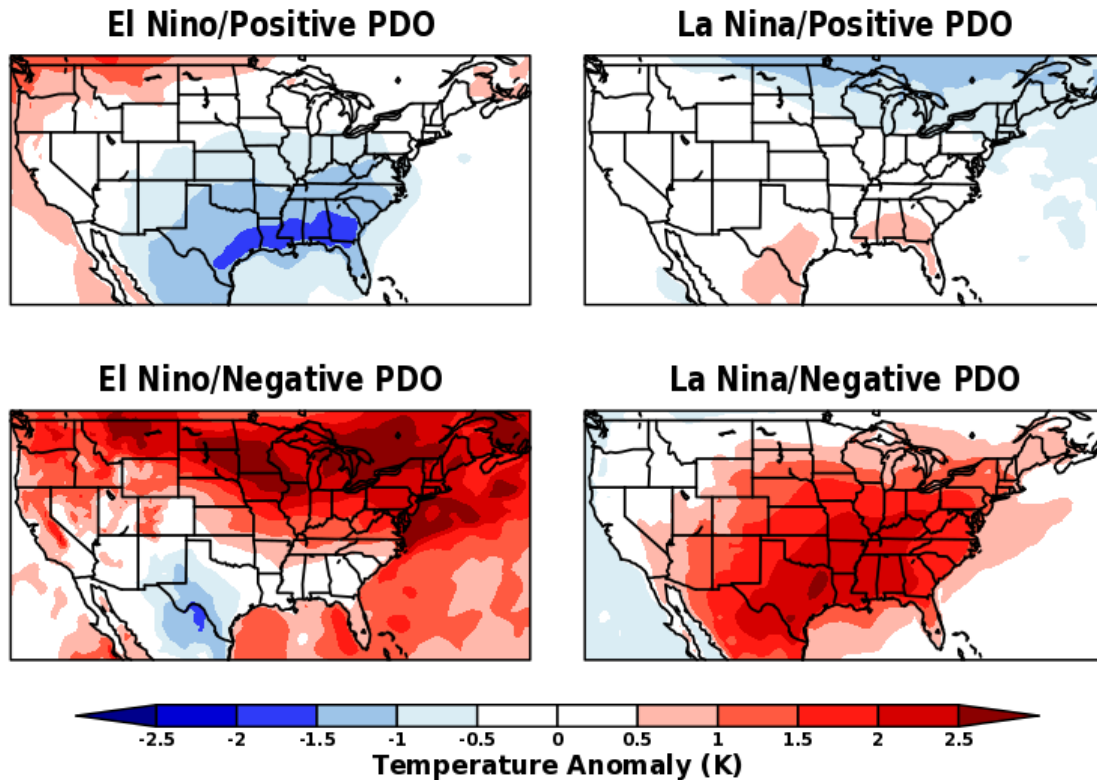 El Nino/Positive PDO
La Nina/Positive PDO
El Nino/Negative PDO
La Nina/Negative PDO
-2.5 -2 -1.5 -1 -0.5 0 0.5 1 1.5 2 2.5
Temperature Anomaly (K)